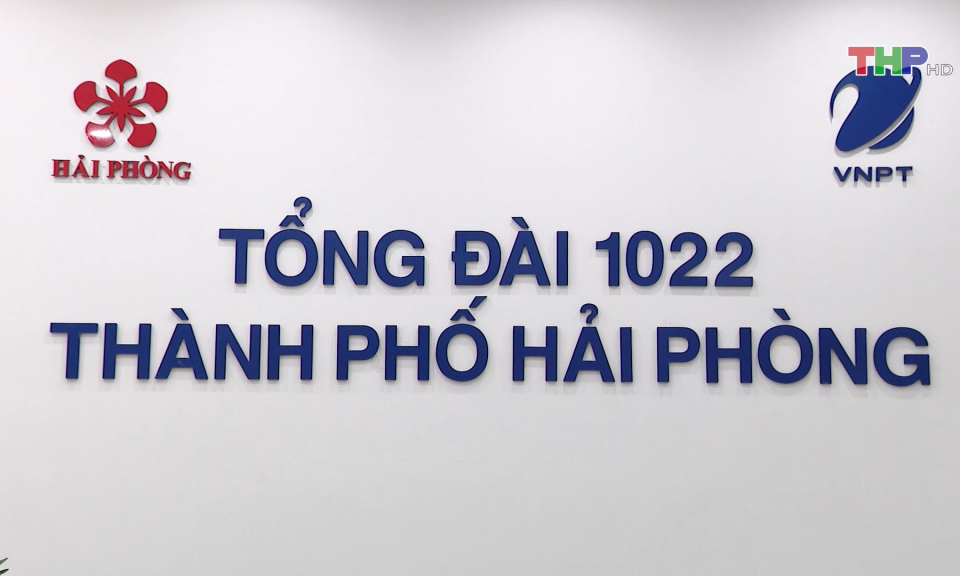 THP HD
HẢI PHÒNG
VNPT
TỔNG ĐÀI 1022
THÀNH PHỐ HẢI PHÒNG